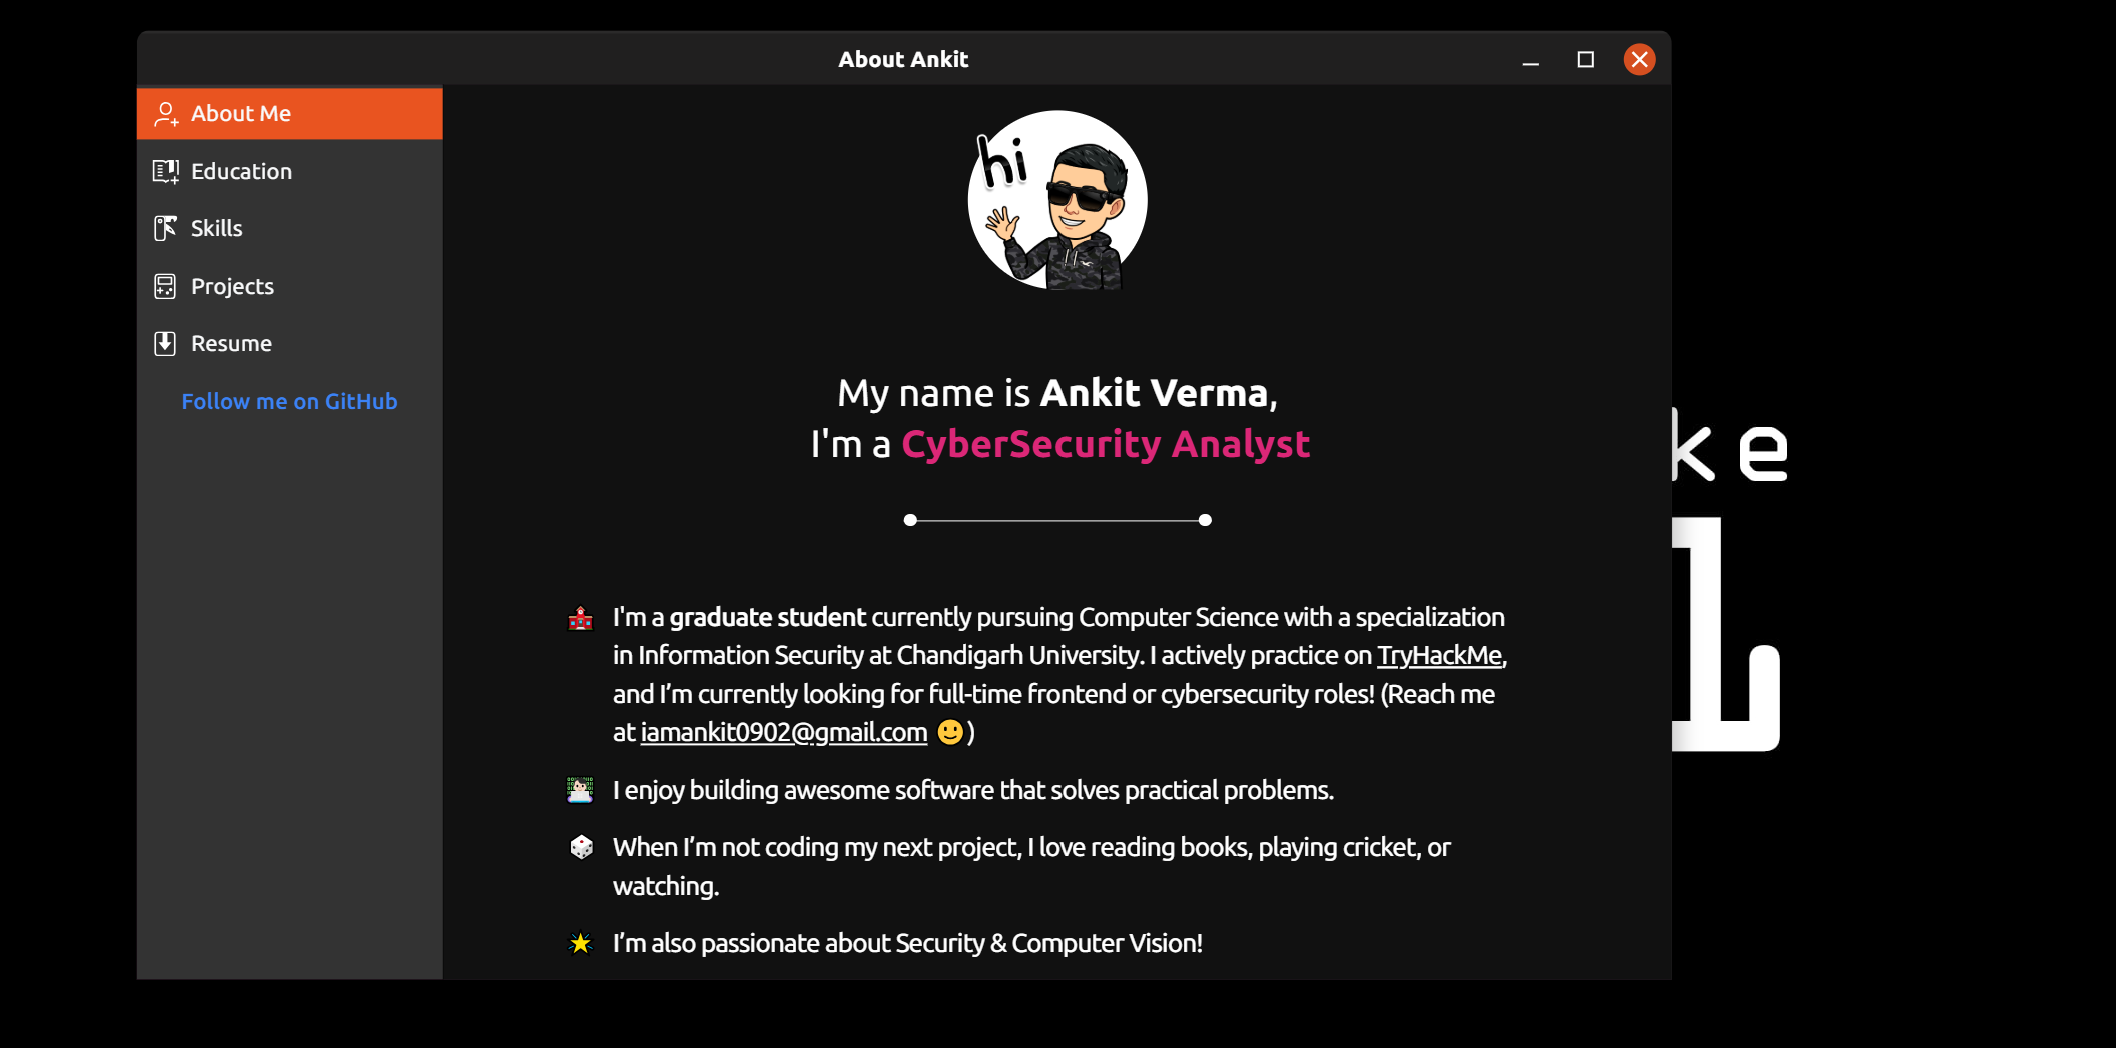 About Ankit
About Me
Education
Skills
Projects
Resume
Follow me on GitHub
hi
My name is Ankit Verma,
I'm a CyberSecurity Analyst
I'm a graduate student currently pursuing Computer Science with a specialization
in Information Security at Chandigarh University. I actively practice on TryHackMe,
and I’m currently looking for full-time frontend or cybersecurity roles! (Reach me
at iamankit0902@gmail.com 🙂)
I enjoy building awesome software that solves practical problems.
When I’m not coding my next project, I love reading books, playing cricket, or
watching.
I’m also passionate about Security & Computer Vision!
ke